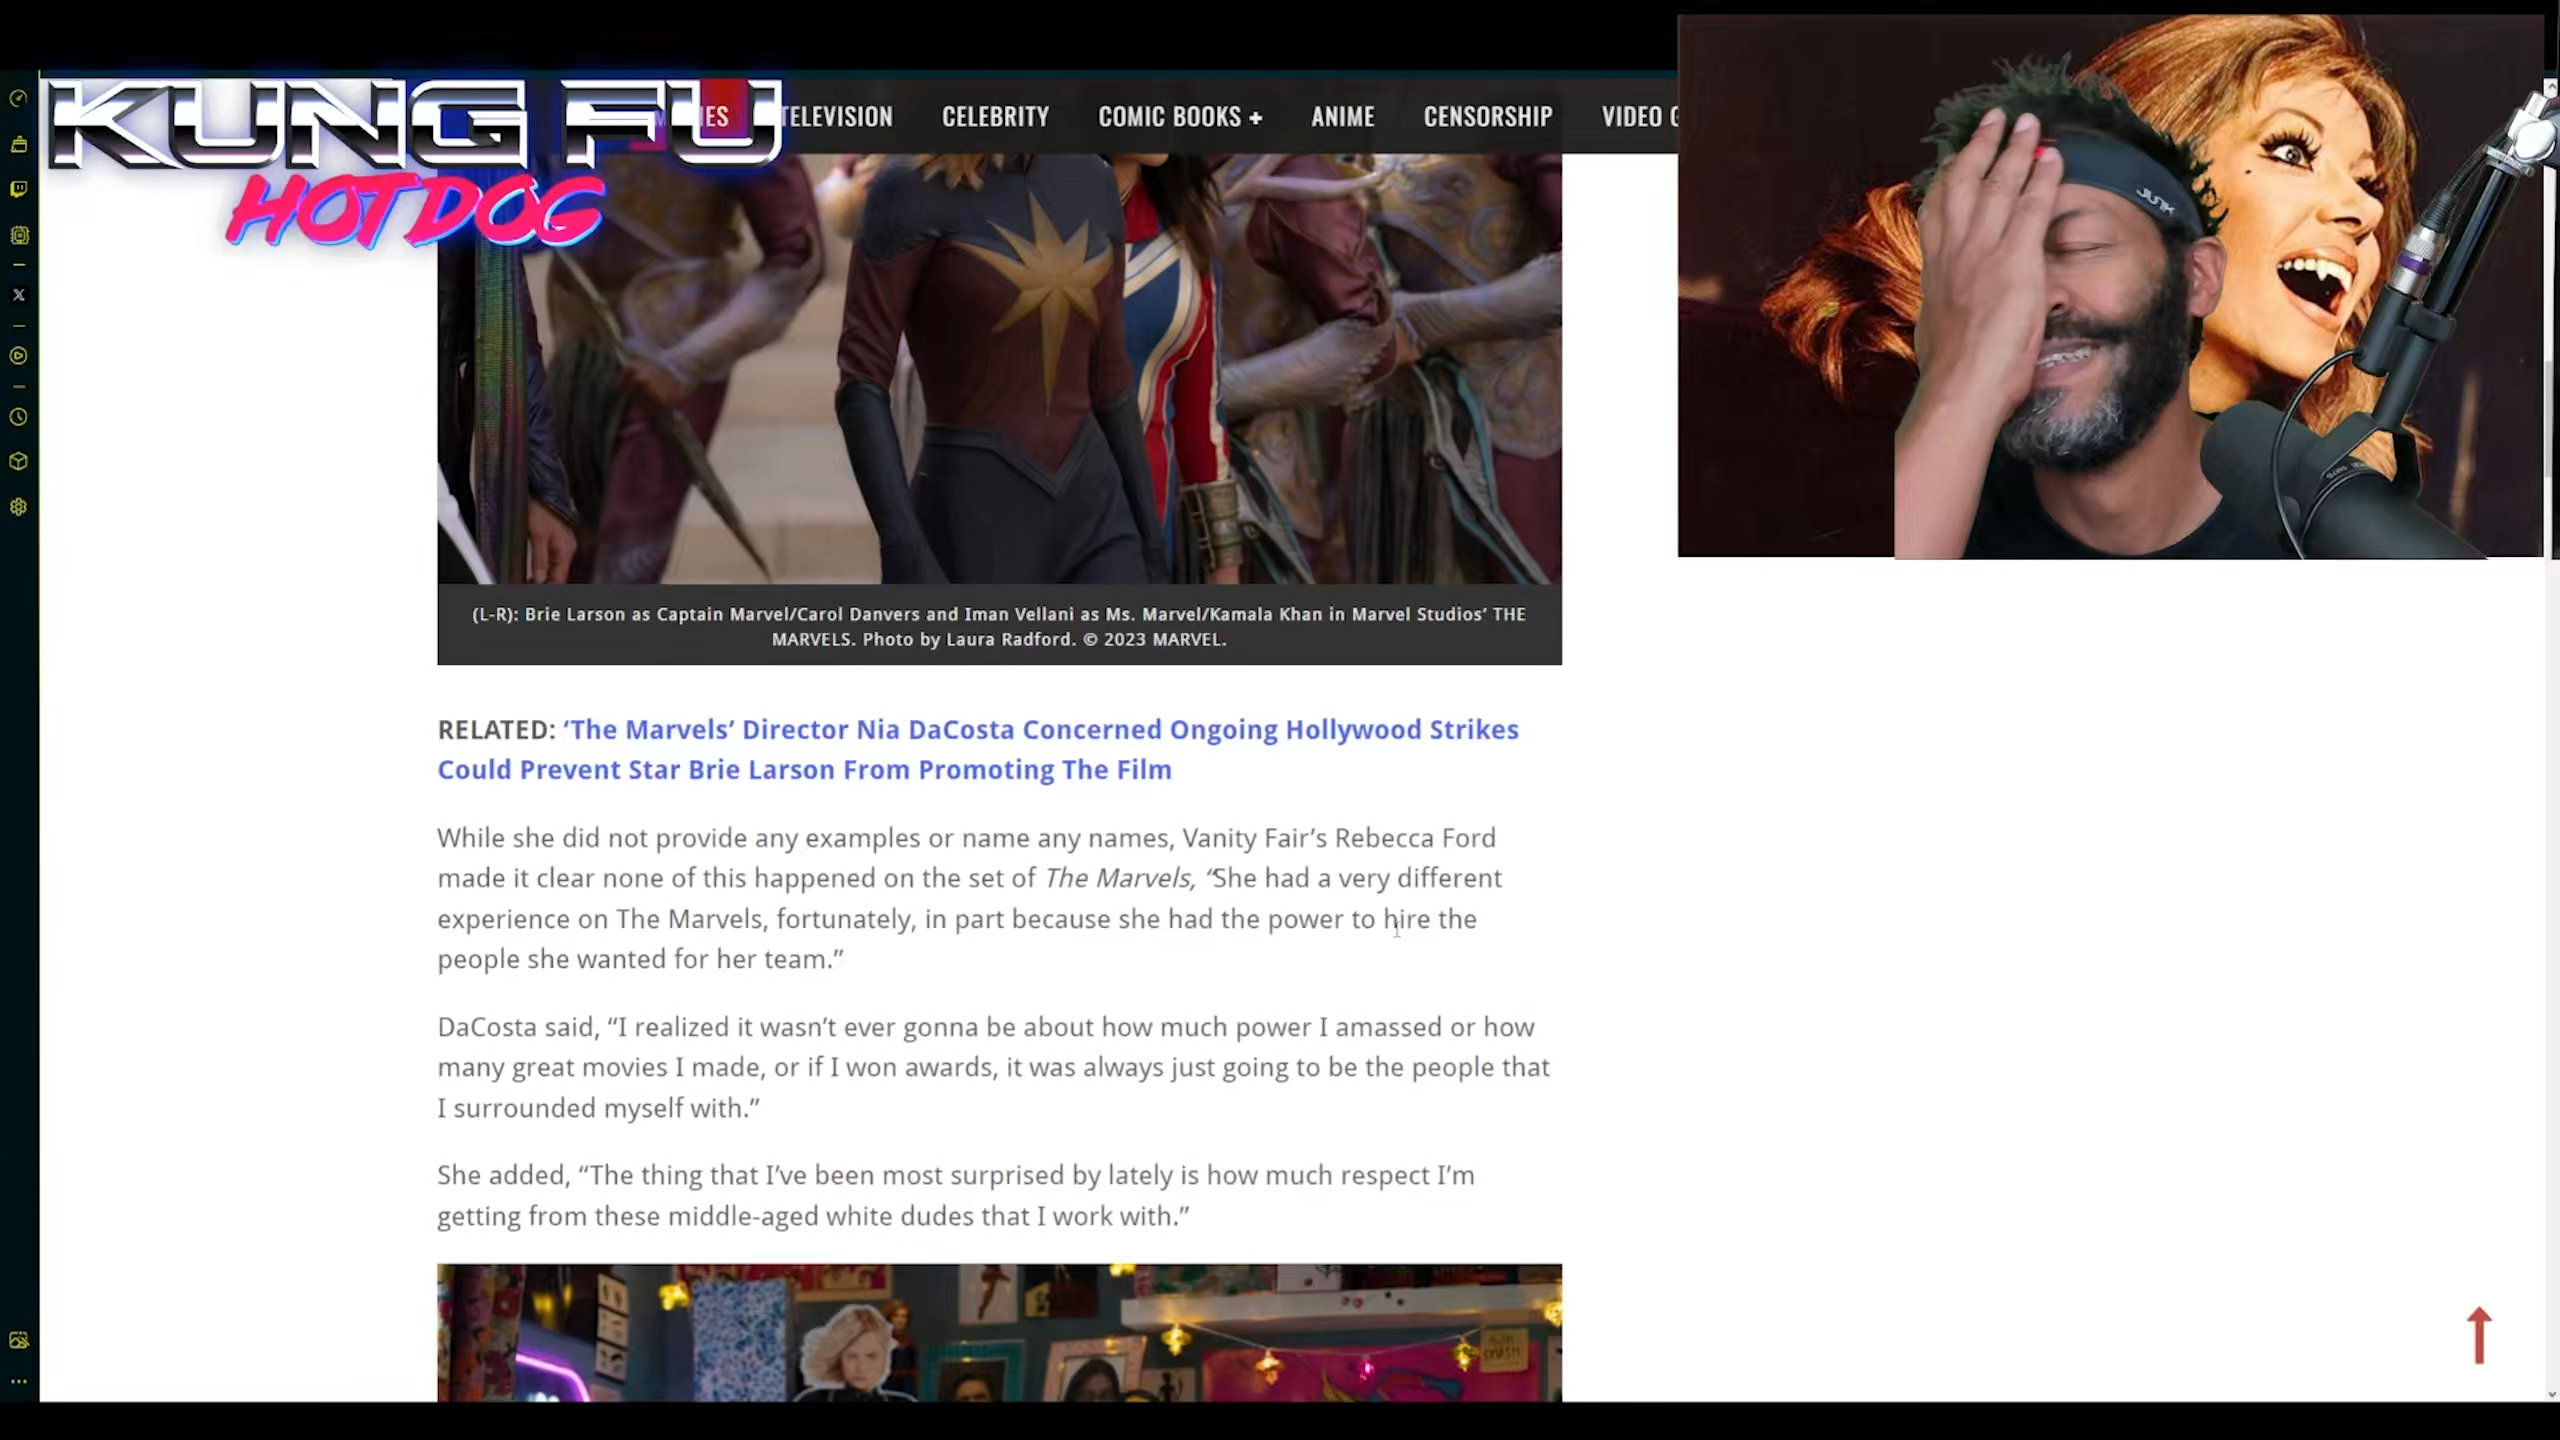 KUNG FU
HOTDOG
IES TELEVISION CELEBRITY COMIC BOOKS + ANIME CENSORSHIP VIDEO G
JUNK
(L-R): Brie Larson as Captain Marvel/Carol Danvers and Iman Vellani as Ms. Marvel/Kamala Khan in Marvel Studios’ THE
MARVELS. Photo by Laura Radford. © 2023 MARVEL.
RELATED: ‘The Marvels’ Director Nia DaCosta Concerned Ongoing Hollywood Strikes
Could Prevent Star Brie Larson From Promoting The Film
While she did not provide any examples or name any names, Vanity Fair’s Rebecca Ford
made it clear none of this happened on the set of The Marvels, “She had a very different
experience on The Marvels, fortunately, in part because she had the power to hire the
people she wanted for her team.”
DaCosta said, “I realized it wasn’t ever gonna be about how much power I amassed or how
many great movies I made, or if I won awards, it was always just going to be the people that
I surrounded myself with.”
She added, “The thing that I’ve been most surprised by lately is how much respect I’m
getting from these middle-aged white dudes that I work with.”